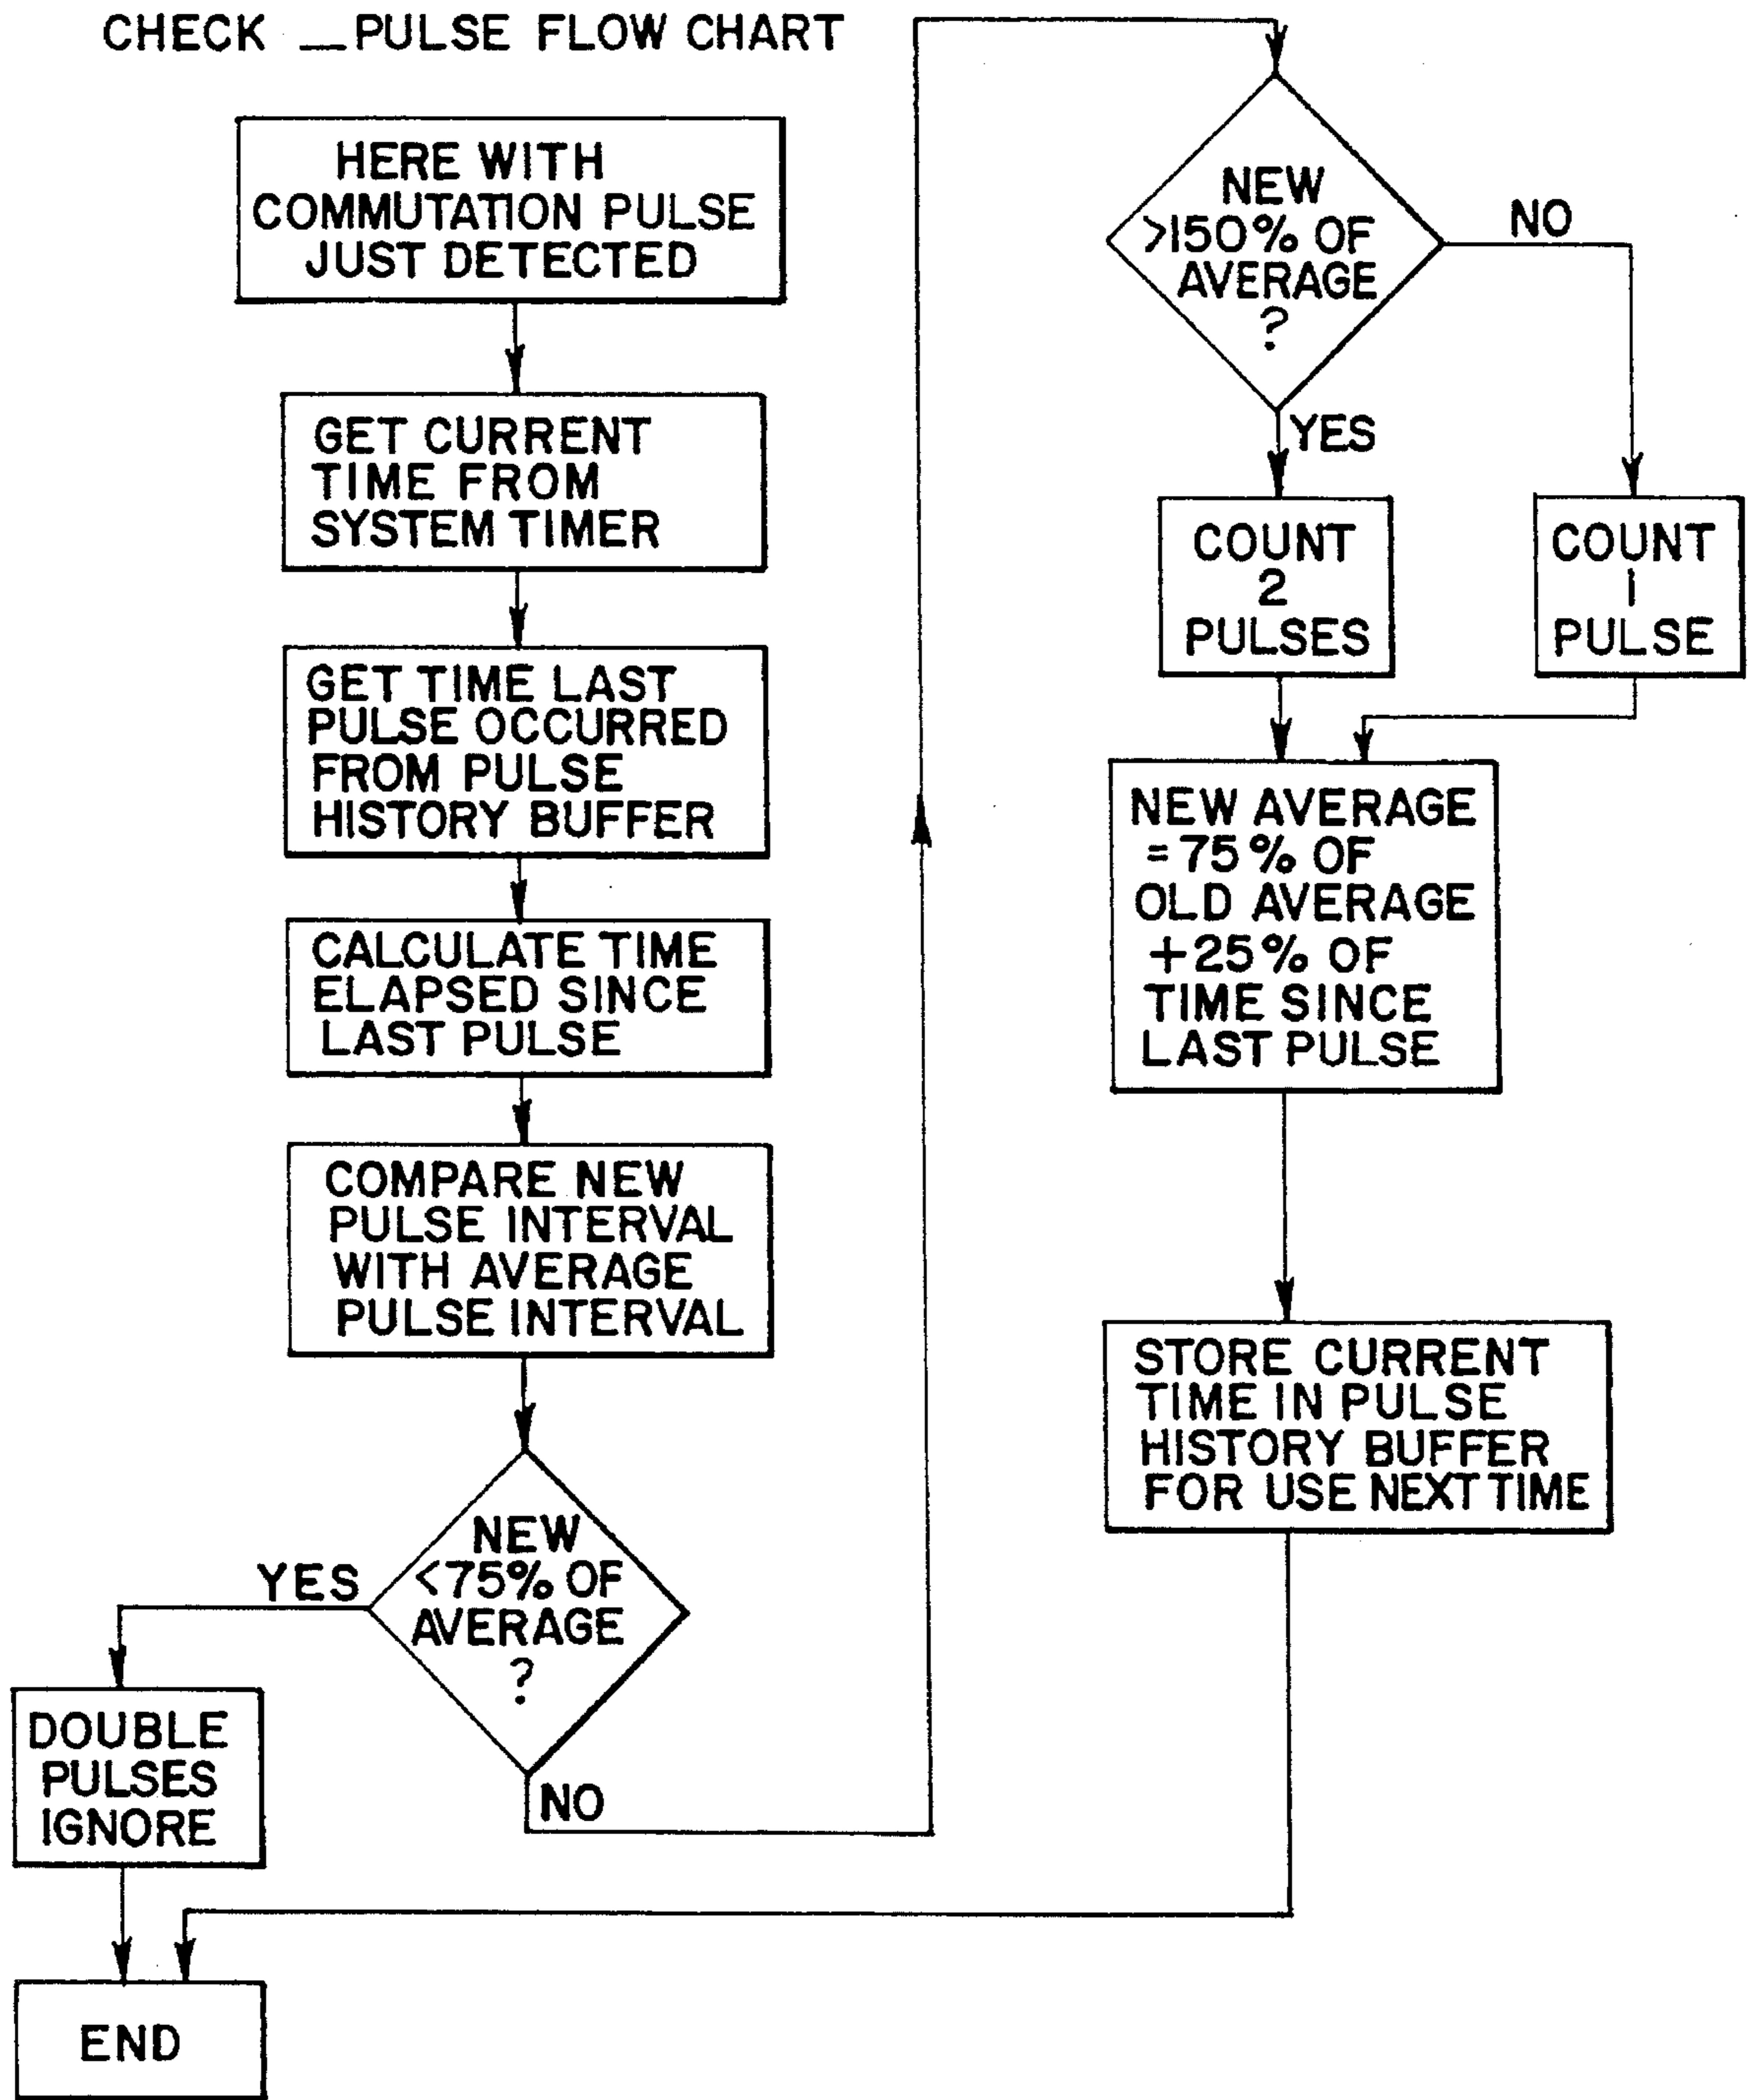 CHECK __PULSE FLOW CHART
HERE WITH
COMMUTATION PULSE
JUST DETECTED
GET CURRENT
TIME FROM
SYSTEM TIMER
GET TIME LAST
PULSE OCCURRED
FROM PULSE
HISTORY BUFFER
CALCULATE TIME
ELAPSED SINCE
LAST PULSE
COMPARE NEW
PULSE INTERVAL
WITH AVERAGE
PULSE INTERVAL
NEW
<75% OF
AVERAGE
?
YES
NO
DOUBLE
PULSES
IGNORE
END
NEW
>150% OF
AVERAGE
?
NO
YES
COUNT
2
PULSES
COUNT
1
PULSE
NEW AVERAGE
=75% OF
OLD AVERAGE
+25% OF
TIME SINCE
LAST PULSE
STORE CURRENT
TIME IN PULSE
HISTORY BUFFER
FOR USE NEXT TIME